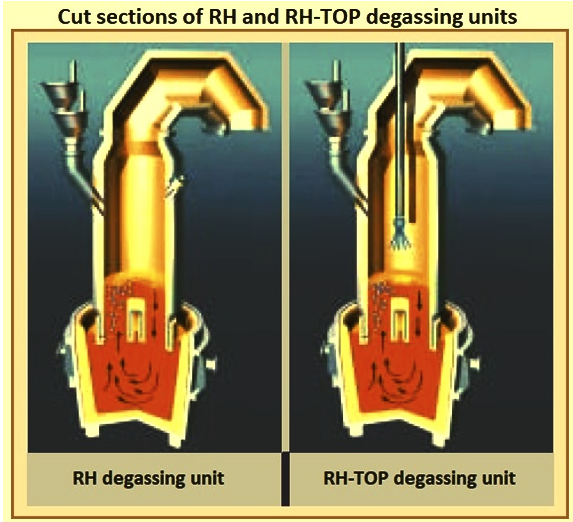 Cut sections of RH and RH-TOP degassing units
RH degassing unit
RH-TOP degassing unit